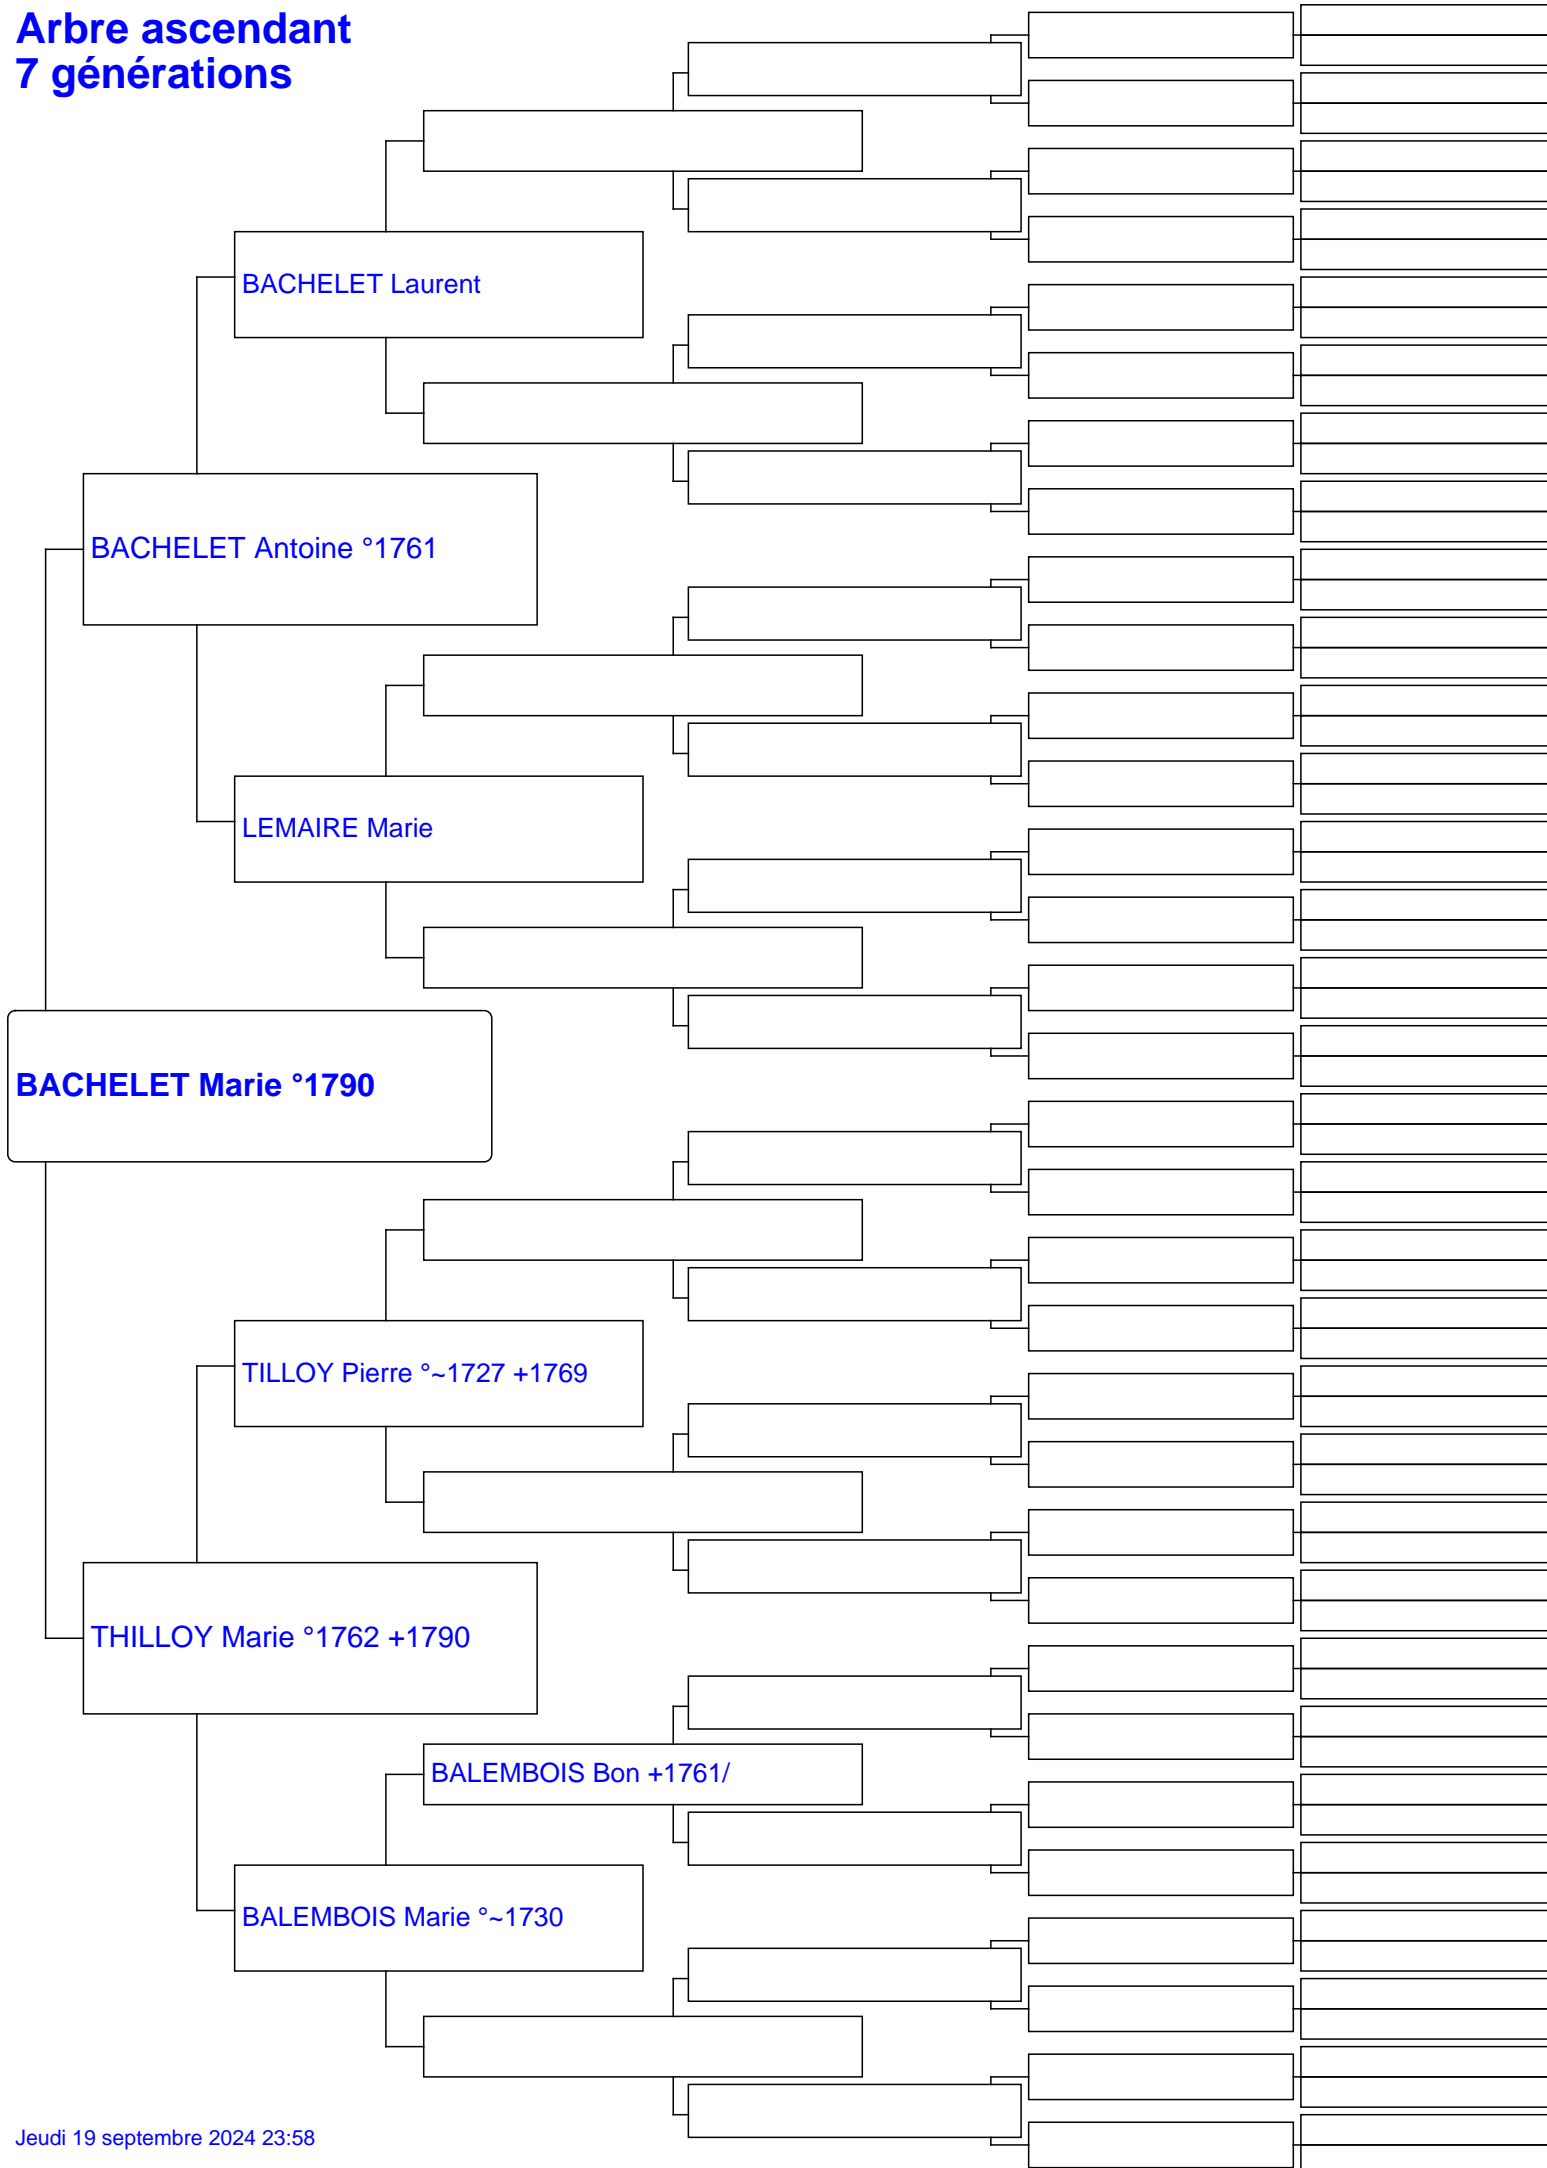 Arbre ascendant
7 générations
BACHELET Laurent
BACHELET Antoine °1761
LEMAIRE Marie
BACHELET Marie °1790
TILLOY Pierre °~1727 +1769
THILLOY Marie °1762 +1790
BALEMBOIS Bon +1761/
BALEMBOIS Marie °~1730
Jeudi 19 septembre 2024 23:58